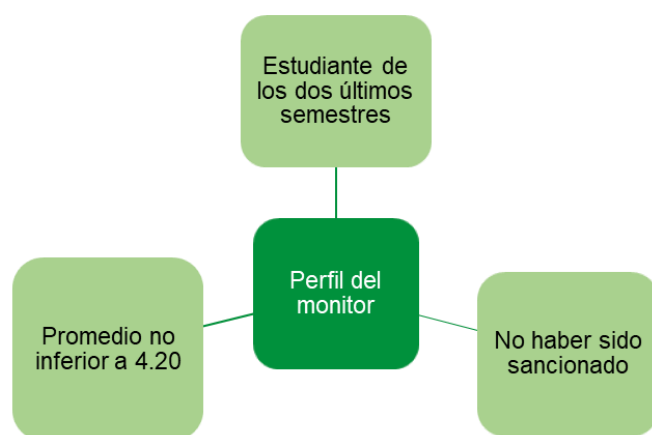 Estudiante de
los dos últimos
semestres
Perfil del
monitor
Promedio no
inferior a 4.20
No haber sido
sancionado